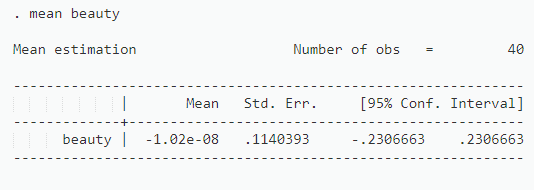 . mean beauty
Mean estimation                   Number of obs   =         40
--------------------------------------------------------------
             |       Mean   Std. Err.     [95% Conf. Interval]
-------------+------------------------------------------------
      beauty |  -1.02e-08   .1140393     -.2306663    .2306663
--------------------------------------------------------------